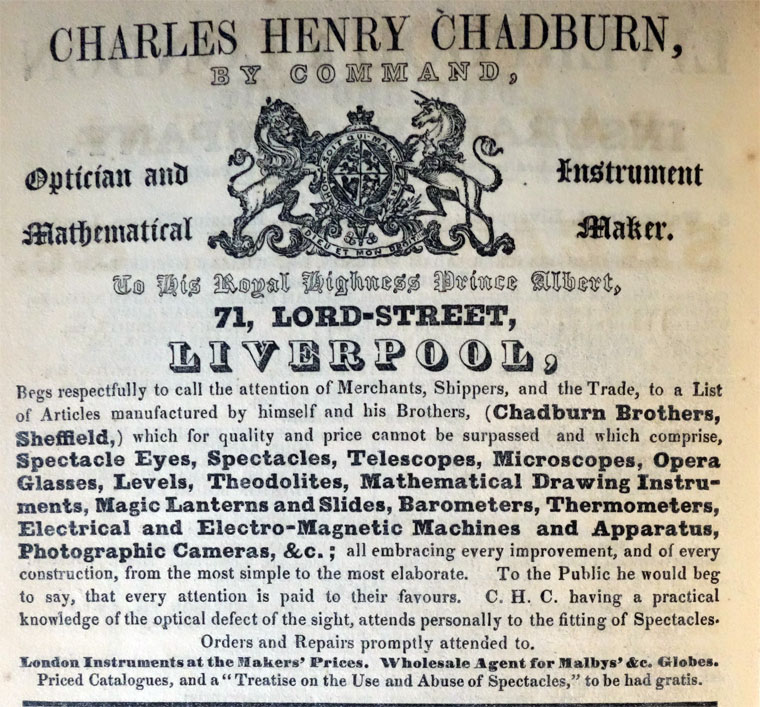 CHARLES HENRY CHADBURN,
BY COMMAND,
SOIT QUI MAL
Optician and Instrument
Mathematical Maker.
DIEU ET MON DROIT
To His Royal Highness Prince Albert,
71, LORD-STREET,
LIVERPOOL,
Begs respectfully to call the attention of Merchants, Shippers, and the Trade, to a List
of Articles manufactured by himself and his Brothers, (Chadburn Brothers,
Sheffield,) which for quality and price cannot be surpassed and which comprise,
Spectacle Eyes, Spectacles, Telescopes, Microscopes, Opera
Glasses, Levels, Theodolites, Mathematical Drawing Instru-
ments, Magic Lanterns and Slides, Barometers, Thermometers,
Electrical and Electro-Magnetic Machines and Apparatus,
Photographic Cameras, &c.; all embracing every improvement, and of every
construction, from the most simple to the most elaborate. To the Public he would beg
to say, that every attention is paid to their favours. C. H. C. having a practical
knowledge of the optical defect of the sight, attends personally to the fitting of Spectacles.
Orders and Repairs promptly attended to.
London Instruments at the Makers' Prices. Wholesale Agent for Malbys' &c. Globes.
Priced Catalogues, and a "Treatise on the Use and Abuse of Spectacles," to be had gratis.